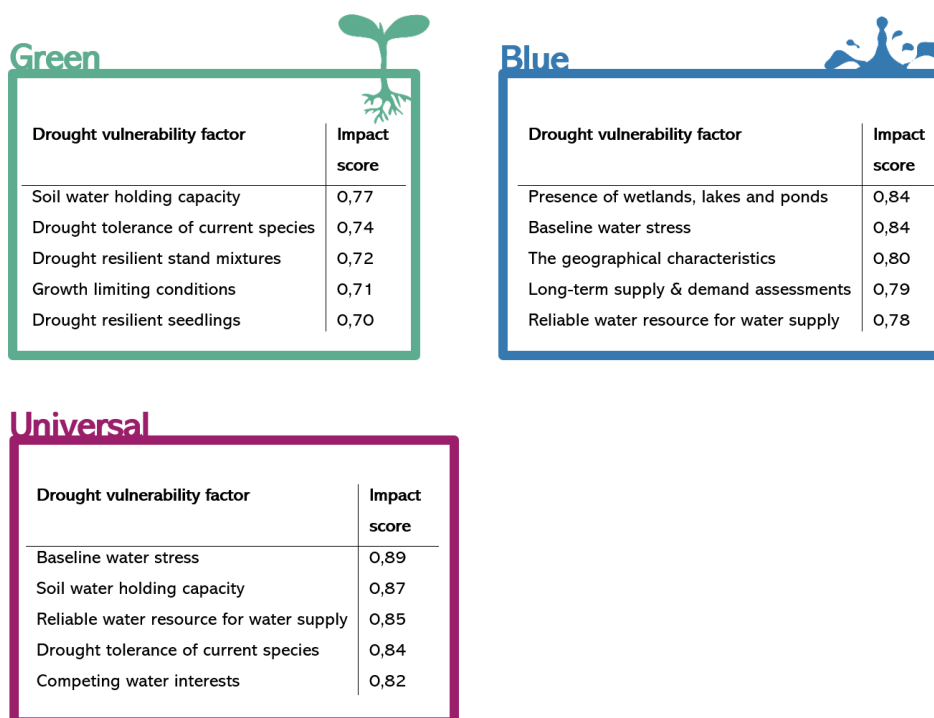 Green
Drought vulnerability factor Impact score
Soil water holding capacity 0,77
Drought tolerance of current species 0,74
Drought resilient stand mixtures 0,72
Growth limiting conditions 0,71
Drought resilient seedlings 0,70
Blue
Drought vulnerability factor Impact score
Presence of wetlands, lakes and ponds 0,84
Baseline water stress 0,84
The geographical characteristics 0,80
Long-term supply & demand assessments 0,79
Reliable water resource for water supply 0,78
Universal
Drought vulnerability factor Impact score
Baseline water stress 0,89
Soil water holding capacity 0,87
Reliable water resource for water supply 0,85
Drought tolerance of current species 0,84
Competing water interests 0,82